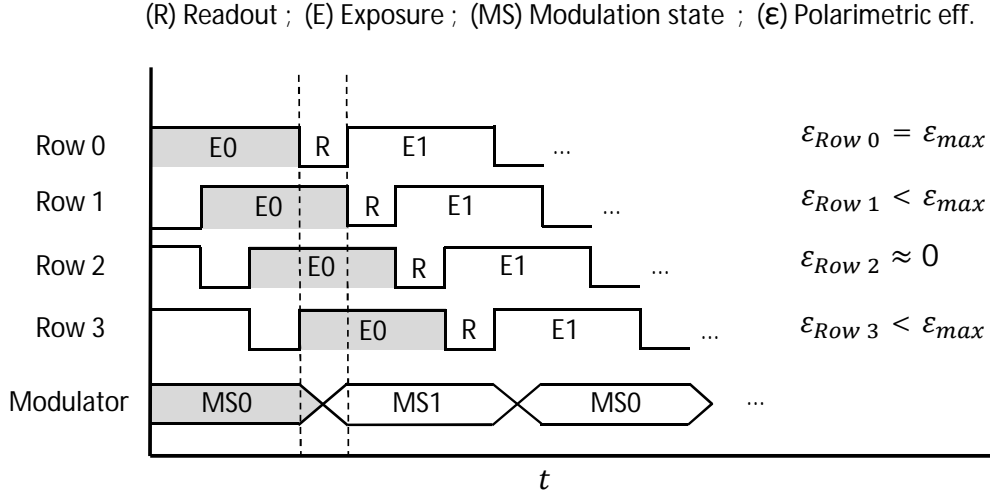 (R) Readout ; (E) Exposure ; (MS) Modulation state ; (ε) Polarimetric eff.
Row 0 E0 R E1 ... ε_Row 0 = ε_max
Row 1 E0 R E1 ... ε_Row 1 < ε_max
Row 2 E0 R E1 ... ε_Row 2 ≈ 0
Row 3 E0 R E1 ... ε_Row 3 < ε_max
Modulator MS0 MS1 MS0 ...
t